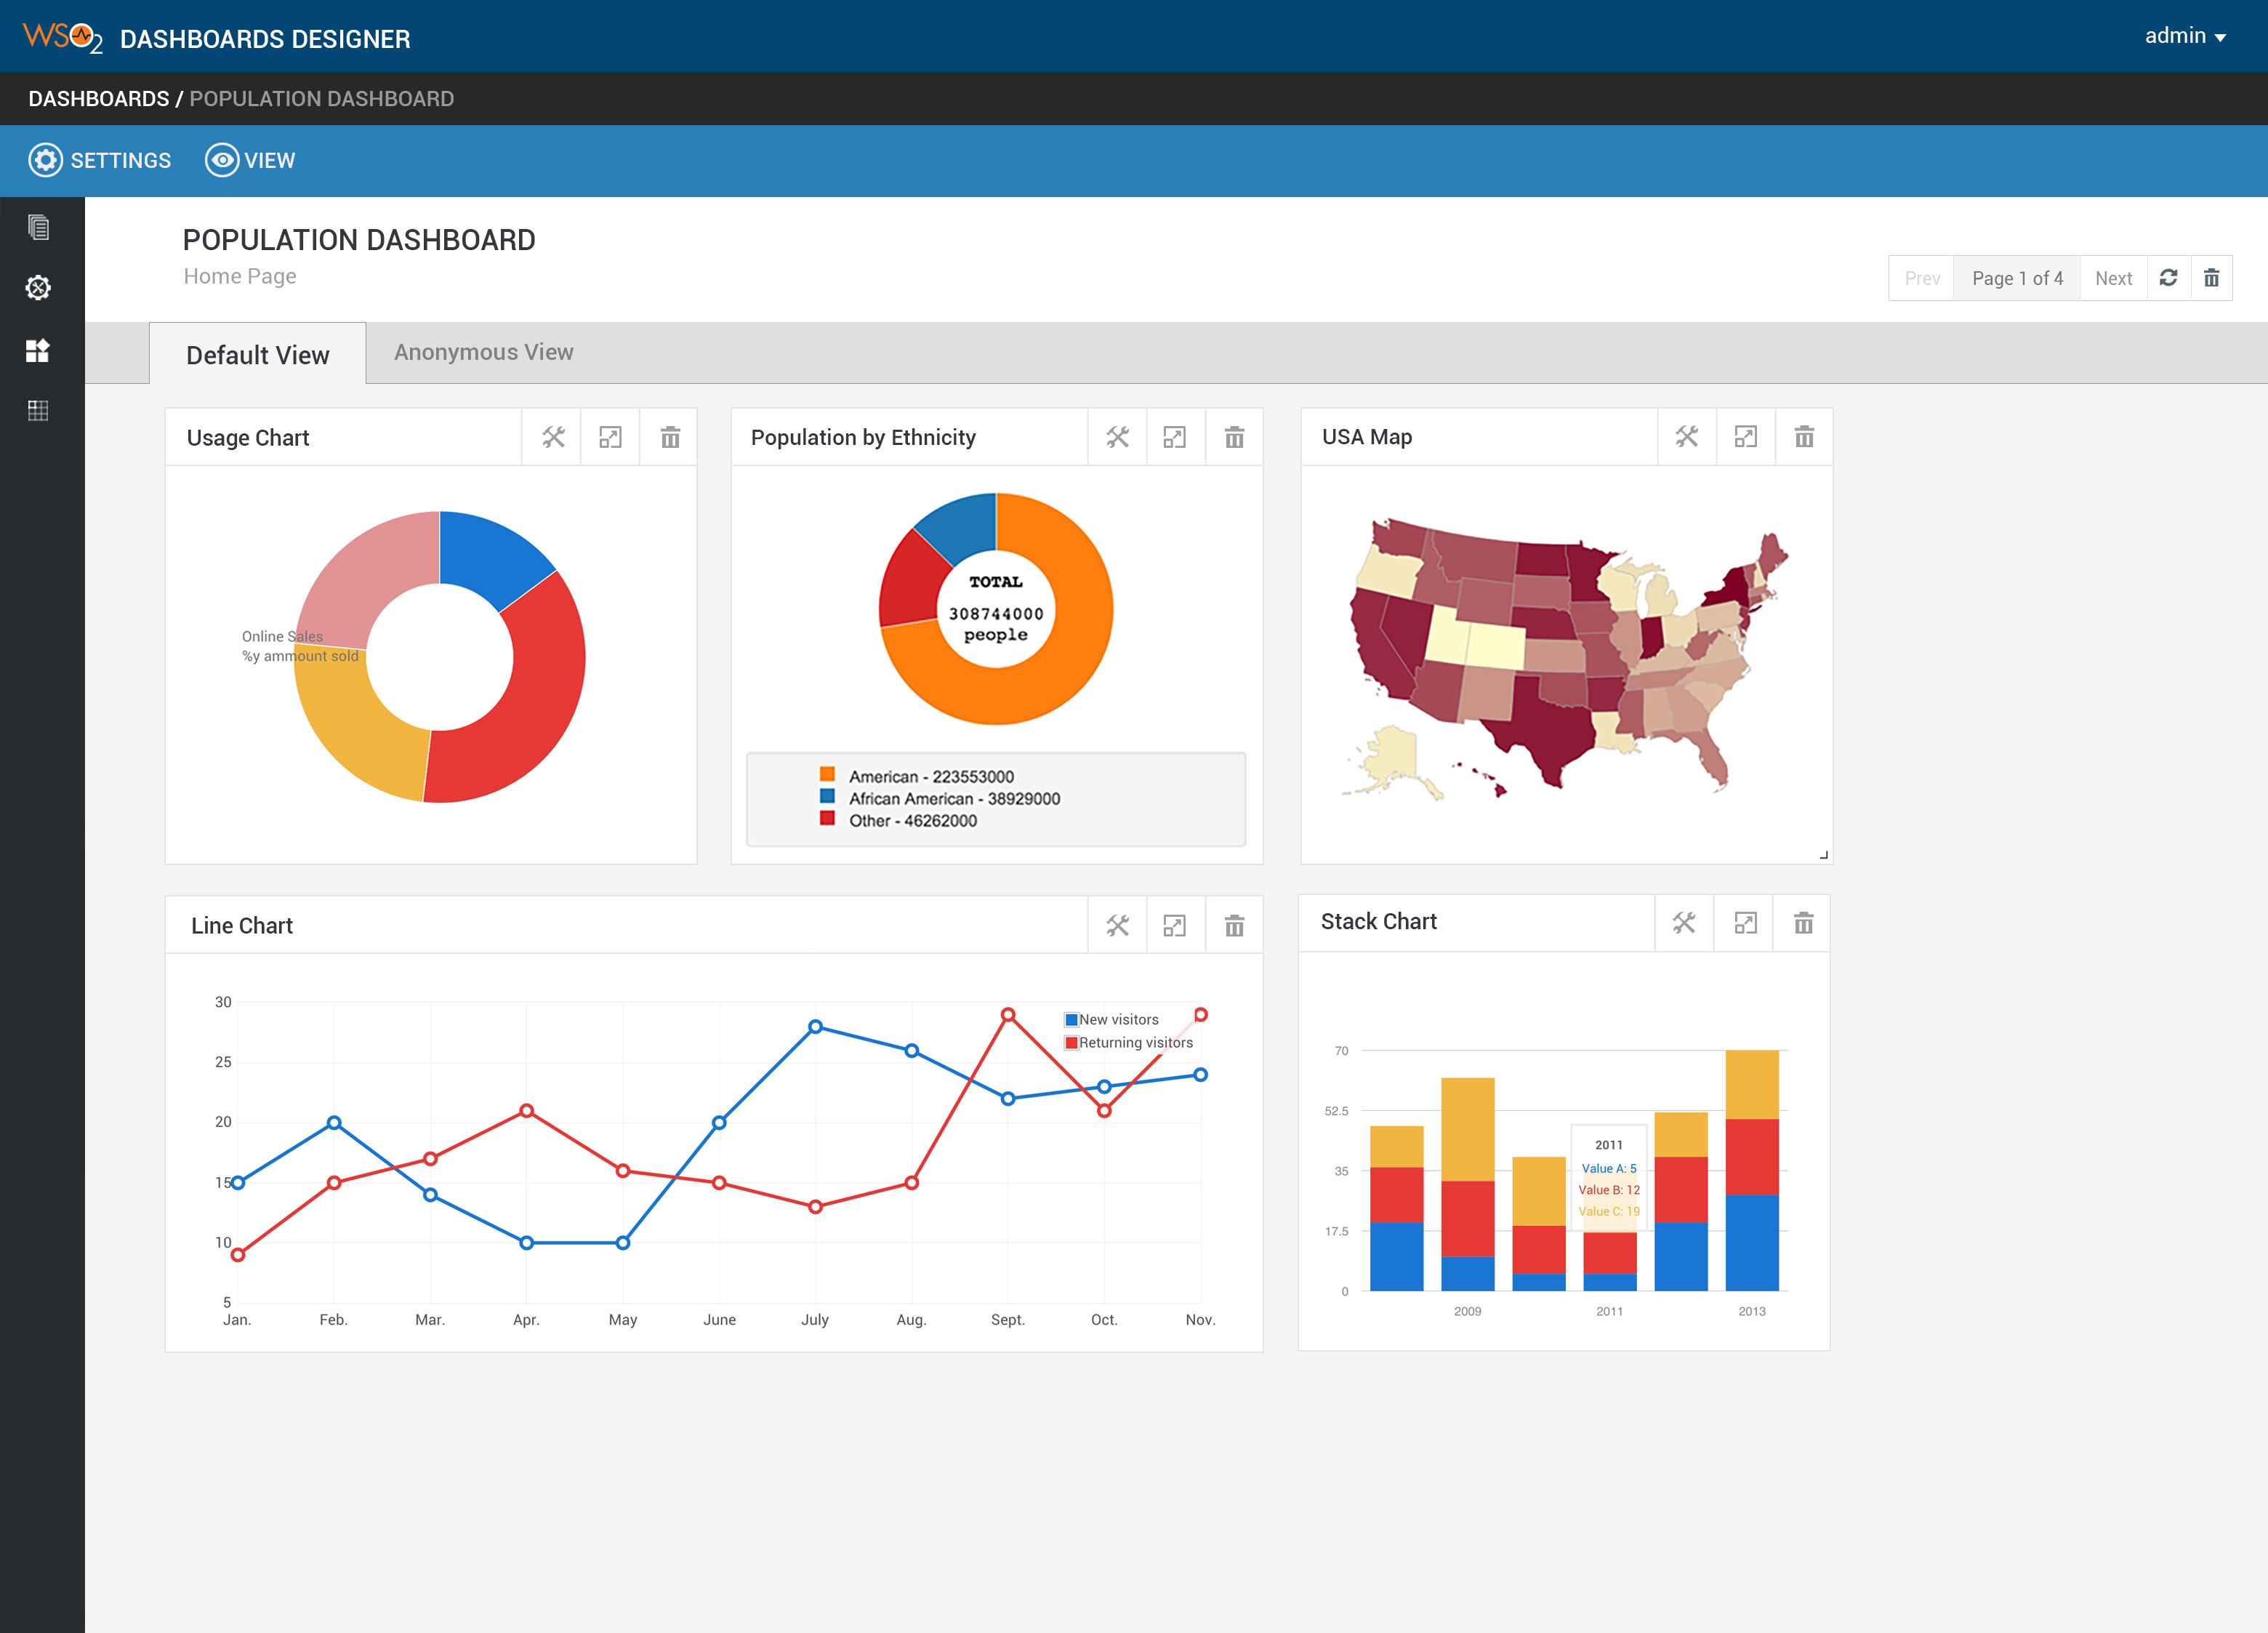 WSO2 DASHBOARDS DESIGNER
admin
DASHBOARDS / POPULATION DASHBOARD
SETTINGS VIEW
POPULATION DASHBOARD
Home Page
Prev Page 1 of 4 Next
Default View Anonymous View
Usage Chart
Online Sales
%y ammount sold
Population by Ethnicity
TOTAL
308744000
people
American - 223553000
African American - 38929000
Other - 46262000
USA Map
Line Chart
New visitors
Returning visitors
30
25
20
15
10
5
Jan. Feb. Mar. Apr. May June July Aug. Sept. Oct. Nov.
Stack Chart
70
52.5
35
17.5
0
2011
Value A: 5
Value B: 12
Value C: 19
2009 2011 2013